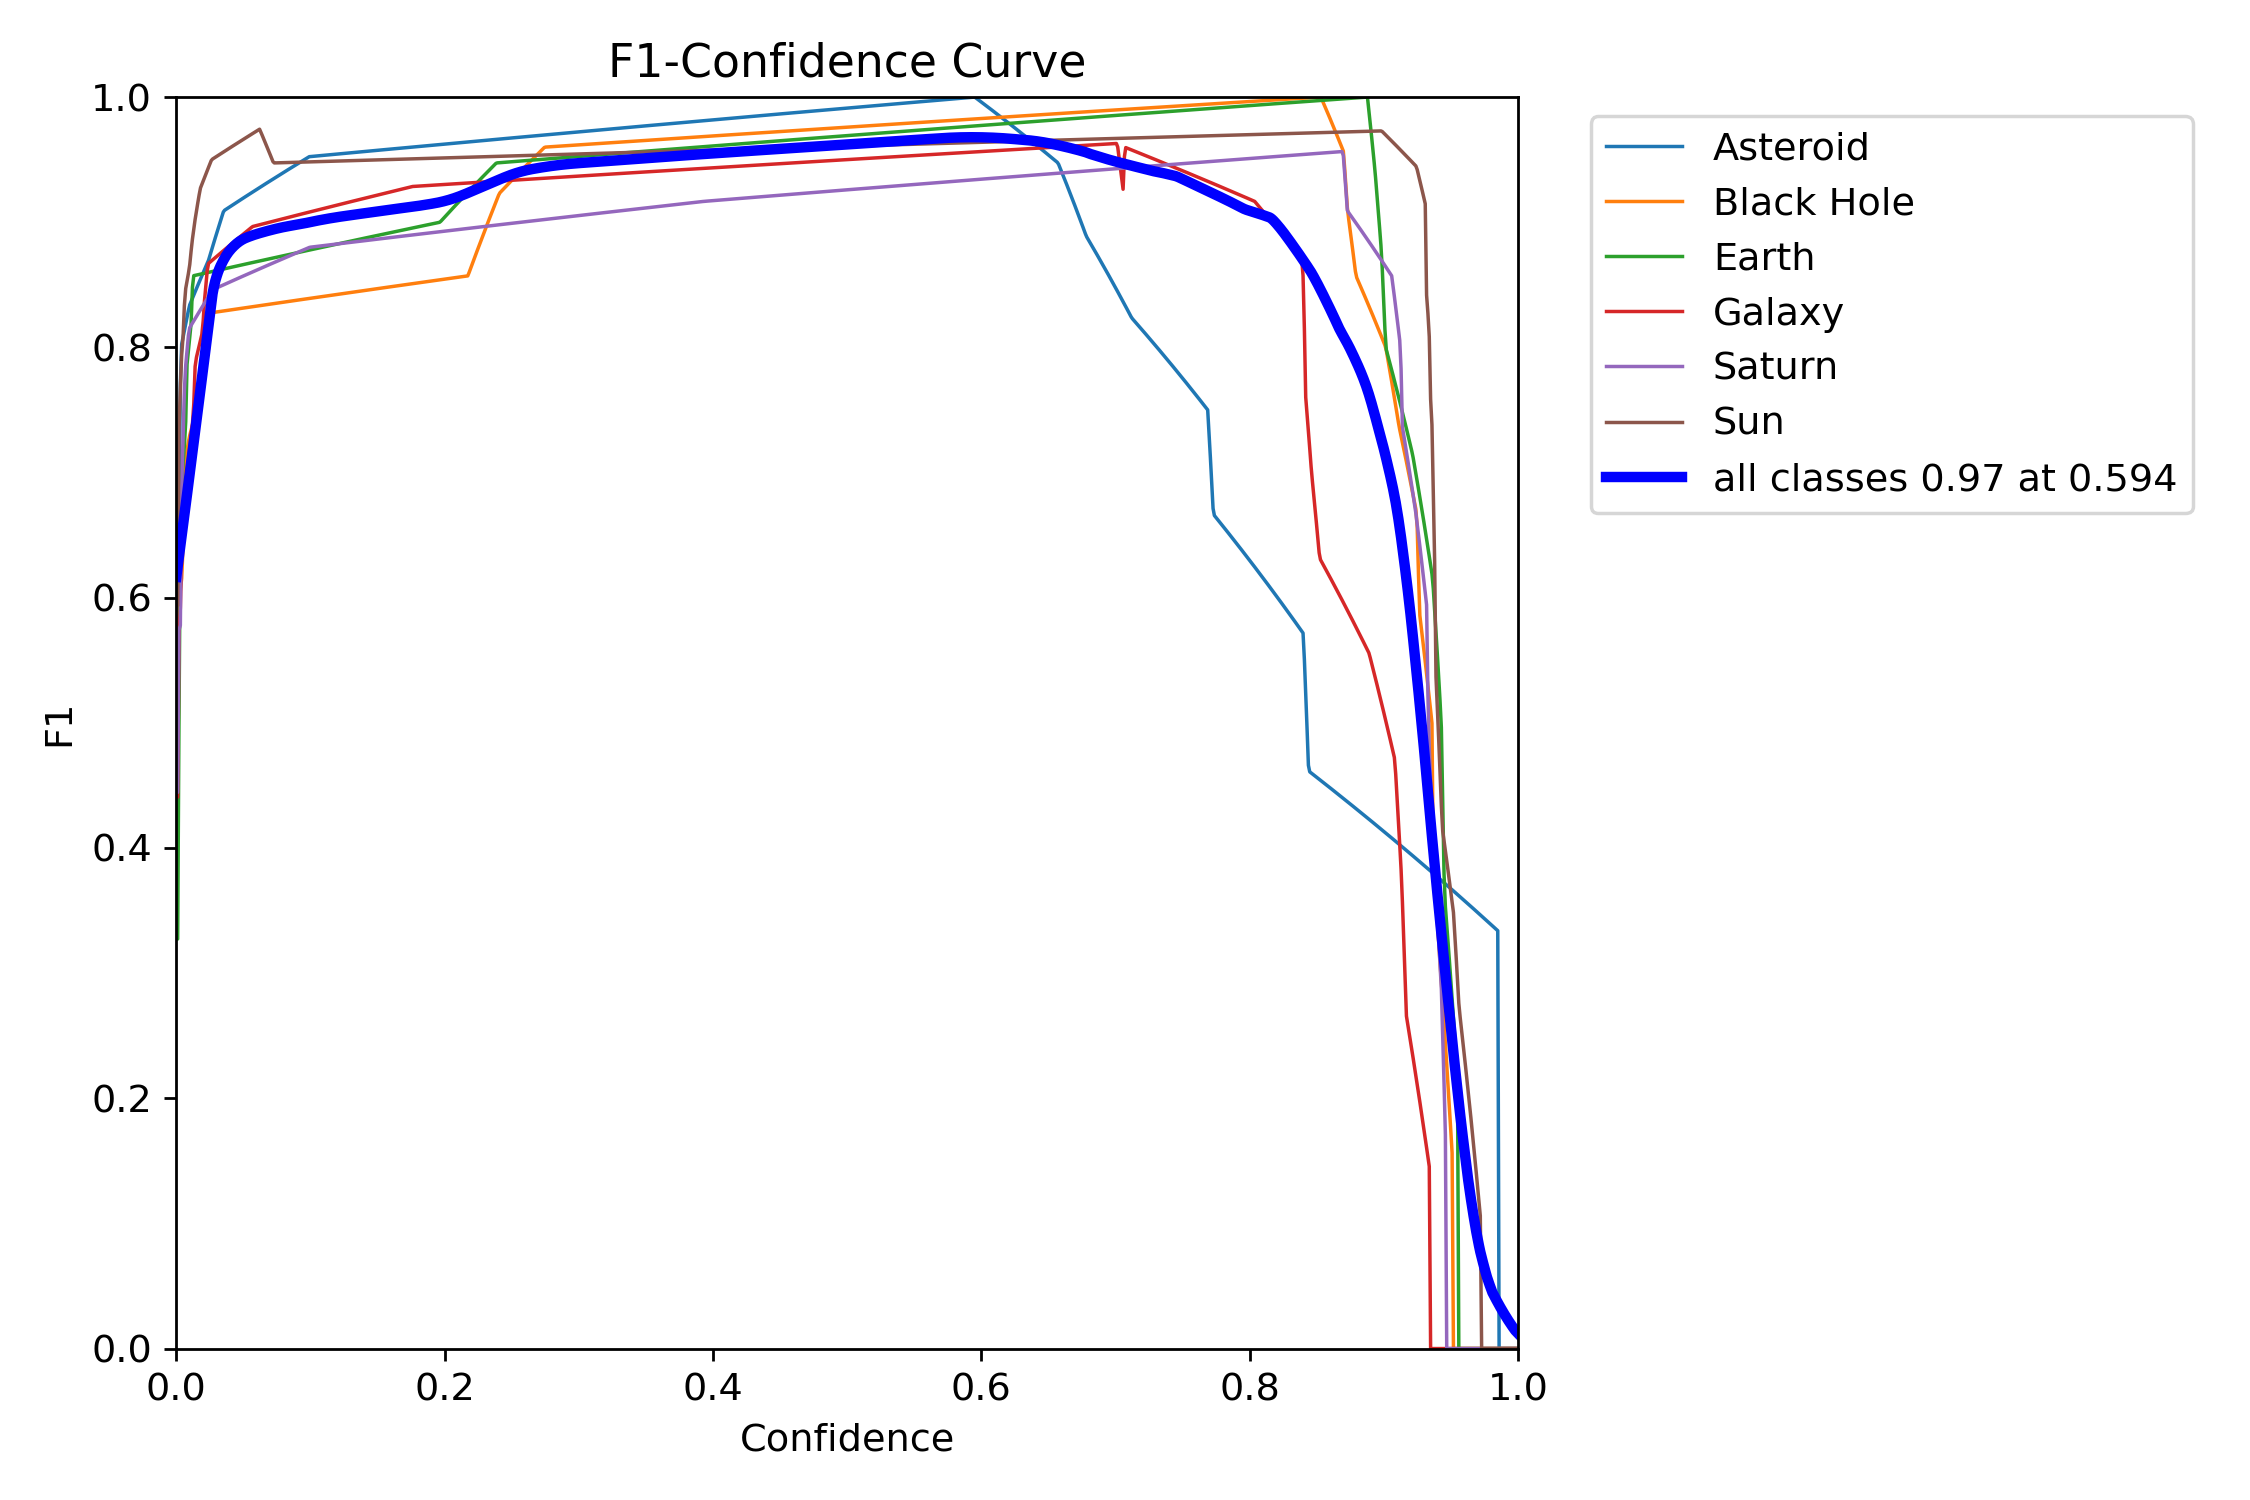 F1-Confidence Curve
1.0
0.8
0.6
0.4
0.2
0.0
F1
0.0 0.2 0.4 0.6 0.8 1.0
Confidence
Asteroid
Black Hole
Earth
Galaxy
Saturn
Sun
all classes 0.97 at 0.594